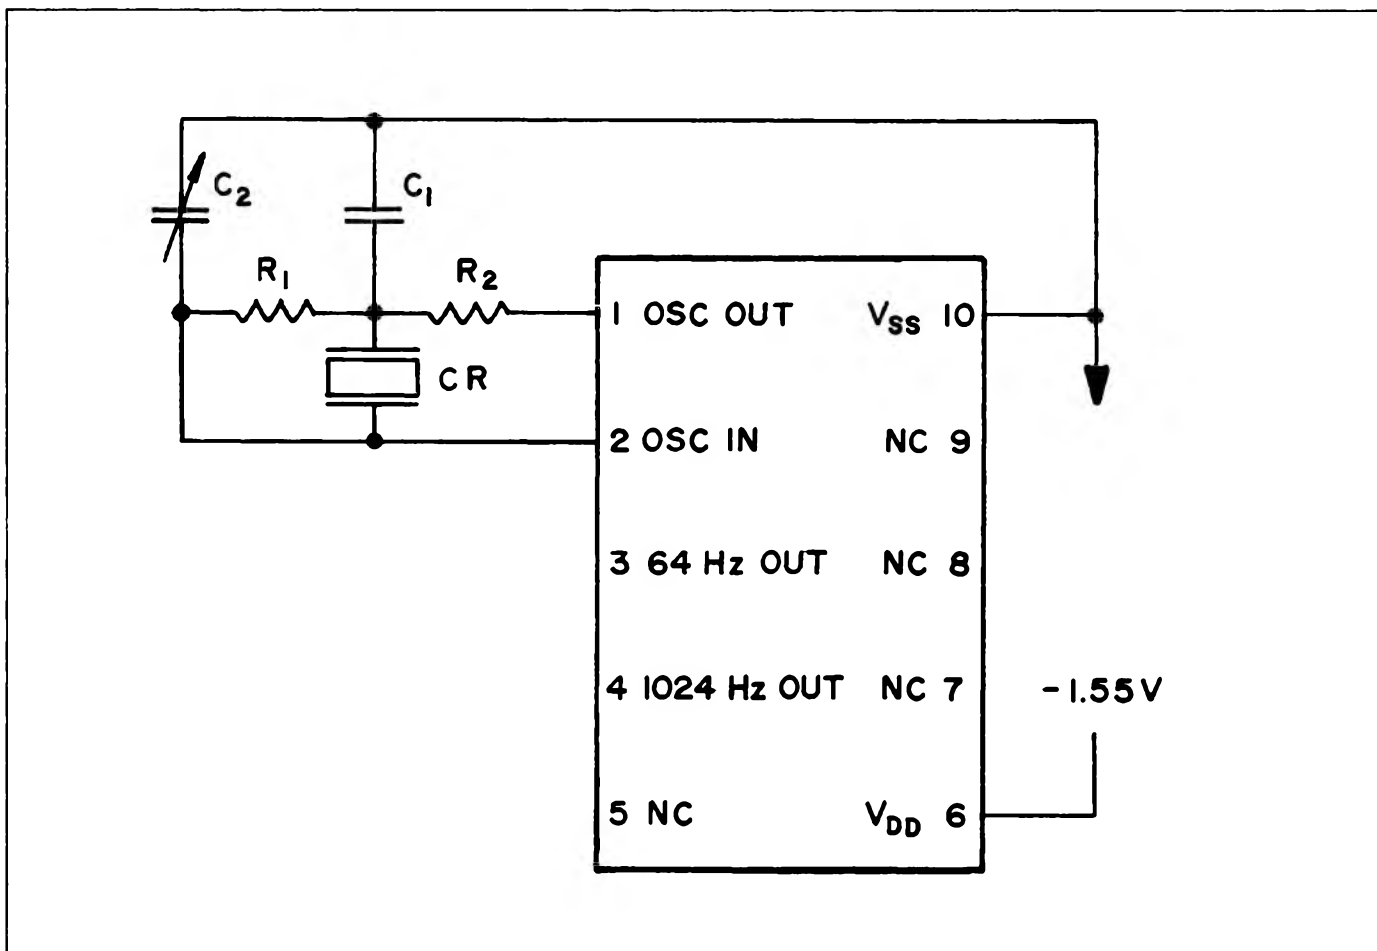 C2
C1
R1
R2
CR
1 OSC OUT
VSS 10
2 OSC IN
NC 9
3 64 Hz OUT
NC 8
4 1024 Hz OUT
NC 7
-1.55V
5 NC
VDD 6